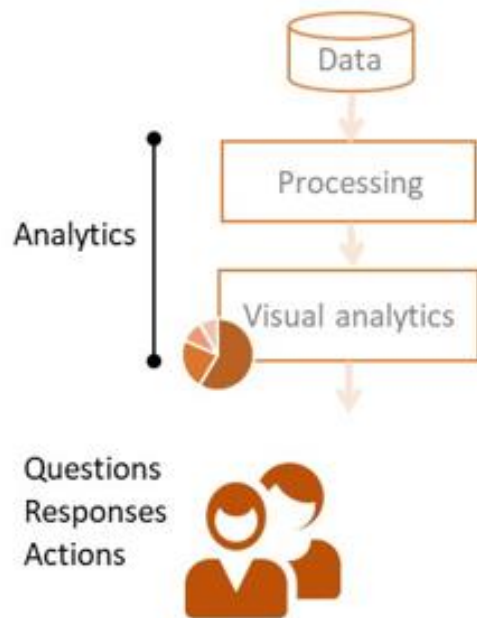 Data
Processing
Analytics
Visual analytics
Questions
Responses
Actions